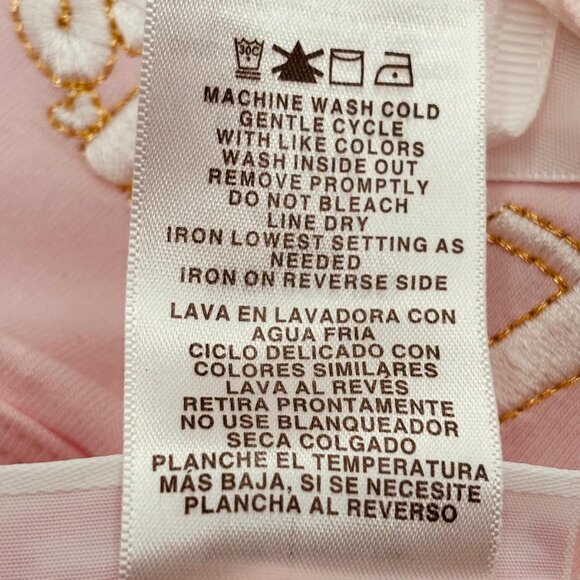 30C
MACHINE WASH COLD
GENTLE CYCLE
WITH LIKE COLORS
WASH INSIDE OUT
REMOVE PROMPTLY
DO NOT BLEACH
LINE DRY
IRON LOWEST SETTING AS
NEEDED
IRON ON REVERSE SIDE
LAVA EN LAVADORA CON
AGUA FRIA
CICLO DELICADO CON
COLORES SIMILARES
LAVA AL REVÉS
RETIRA PRONTAMENTE
NO USE BLANQUEADOR
SECA COLGADO
PLANCHE EL TEMPERATURA
MÁS BAJA, SI SE NECESITE
PLANCHA AL REVERSO